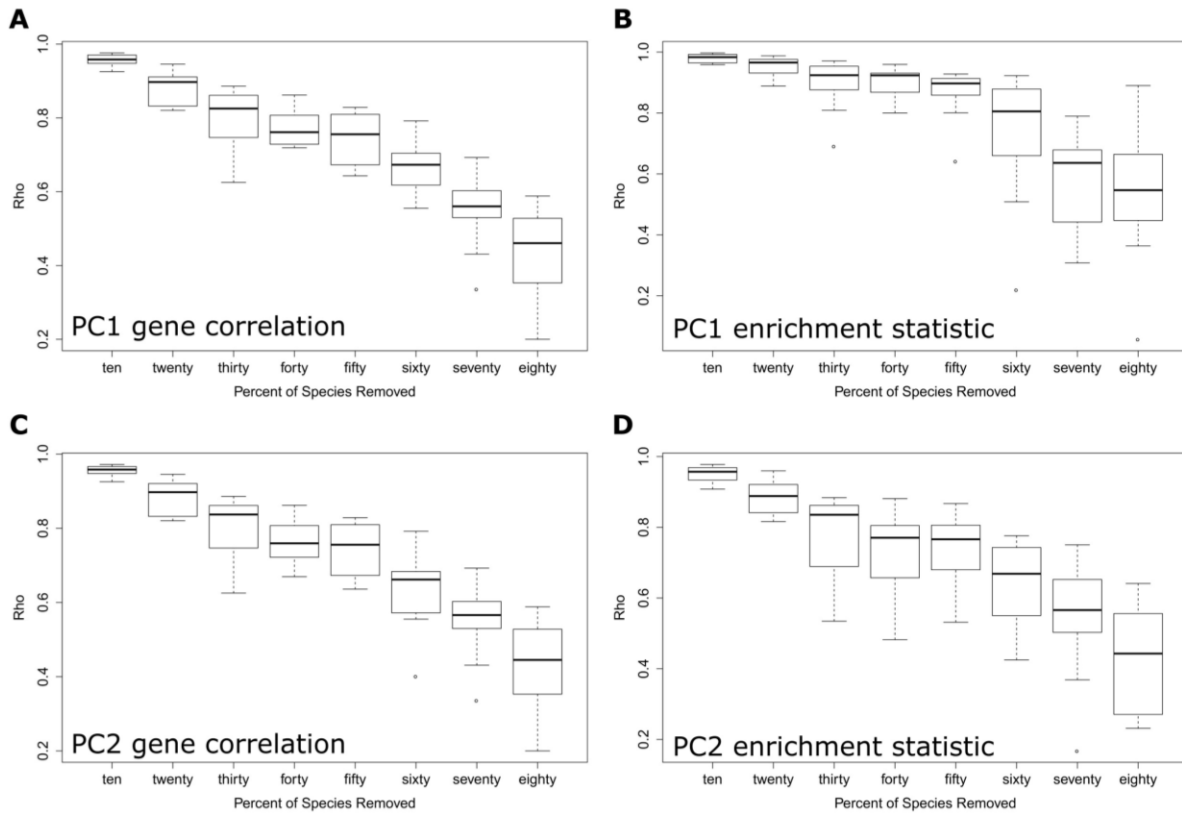 A
1.0
0.8
0.6
0.4
0.2
Rho
PC1 gene correlation
ten twenty thirty forty fifty sixty seventy eighty
Percent of Species Removed
B
1.0
0.8
0.6
0.4
0.2
Rho
PC1 enrichment statistic
ten twenty thirty forty fifty sixty seventy eighty
Percent of Species Removed
C
1.0
0.8
0.6
0.4
0.2
Rho
PC2 gene correlation
ten twenty thirty forty fifty sixty seventy eighty
Percent of Species Removed
D
1.0
0.8
0.6
0.4
0.2
Rho
PC2 enrichment statistic
ten twenty thirty forty fifty sixty seventy eighty
Percent of Species Removed